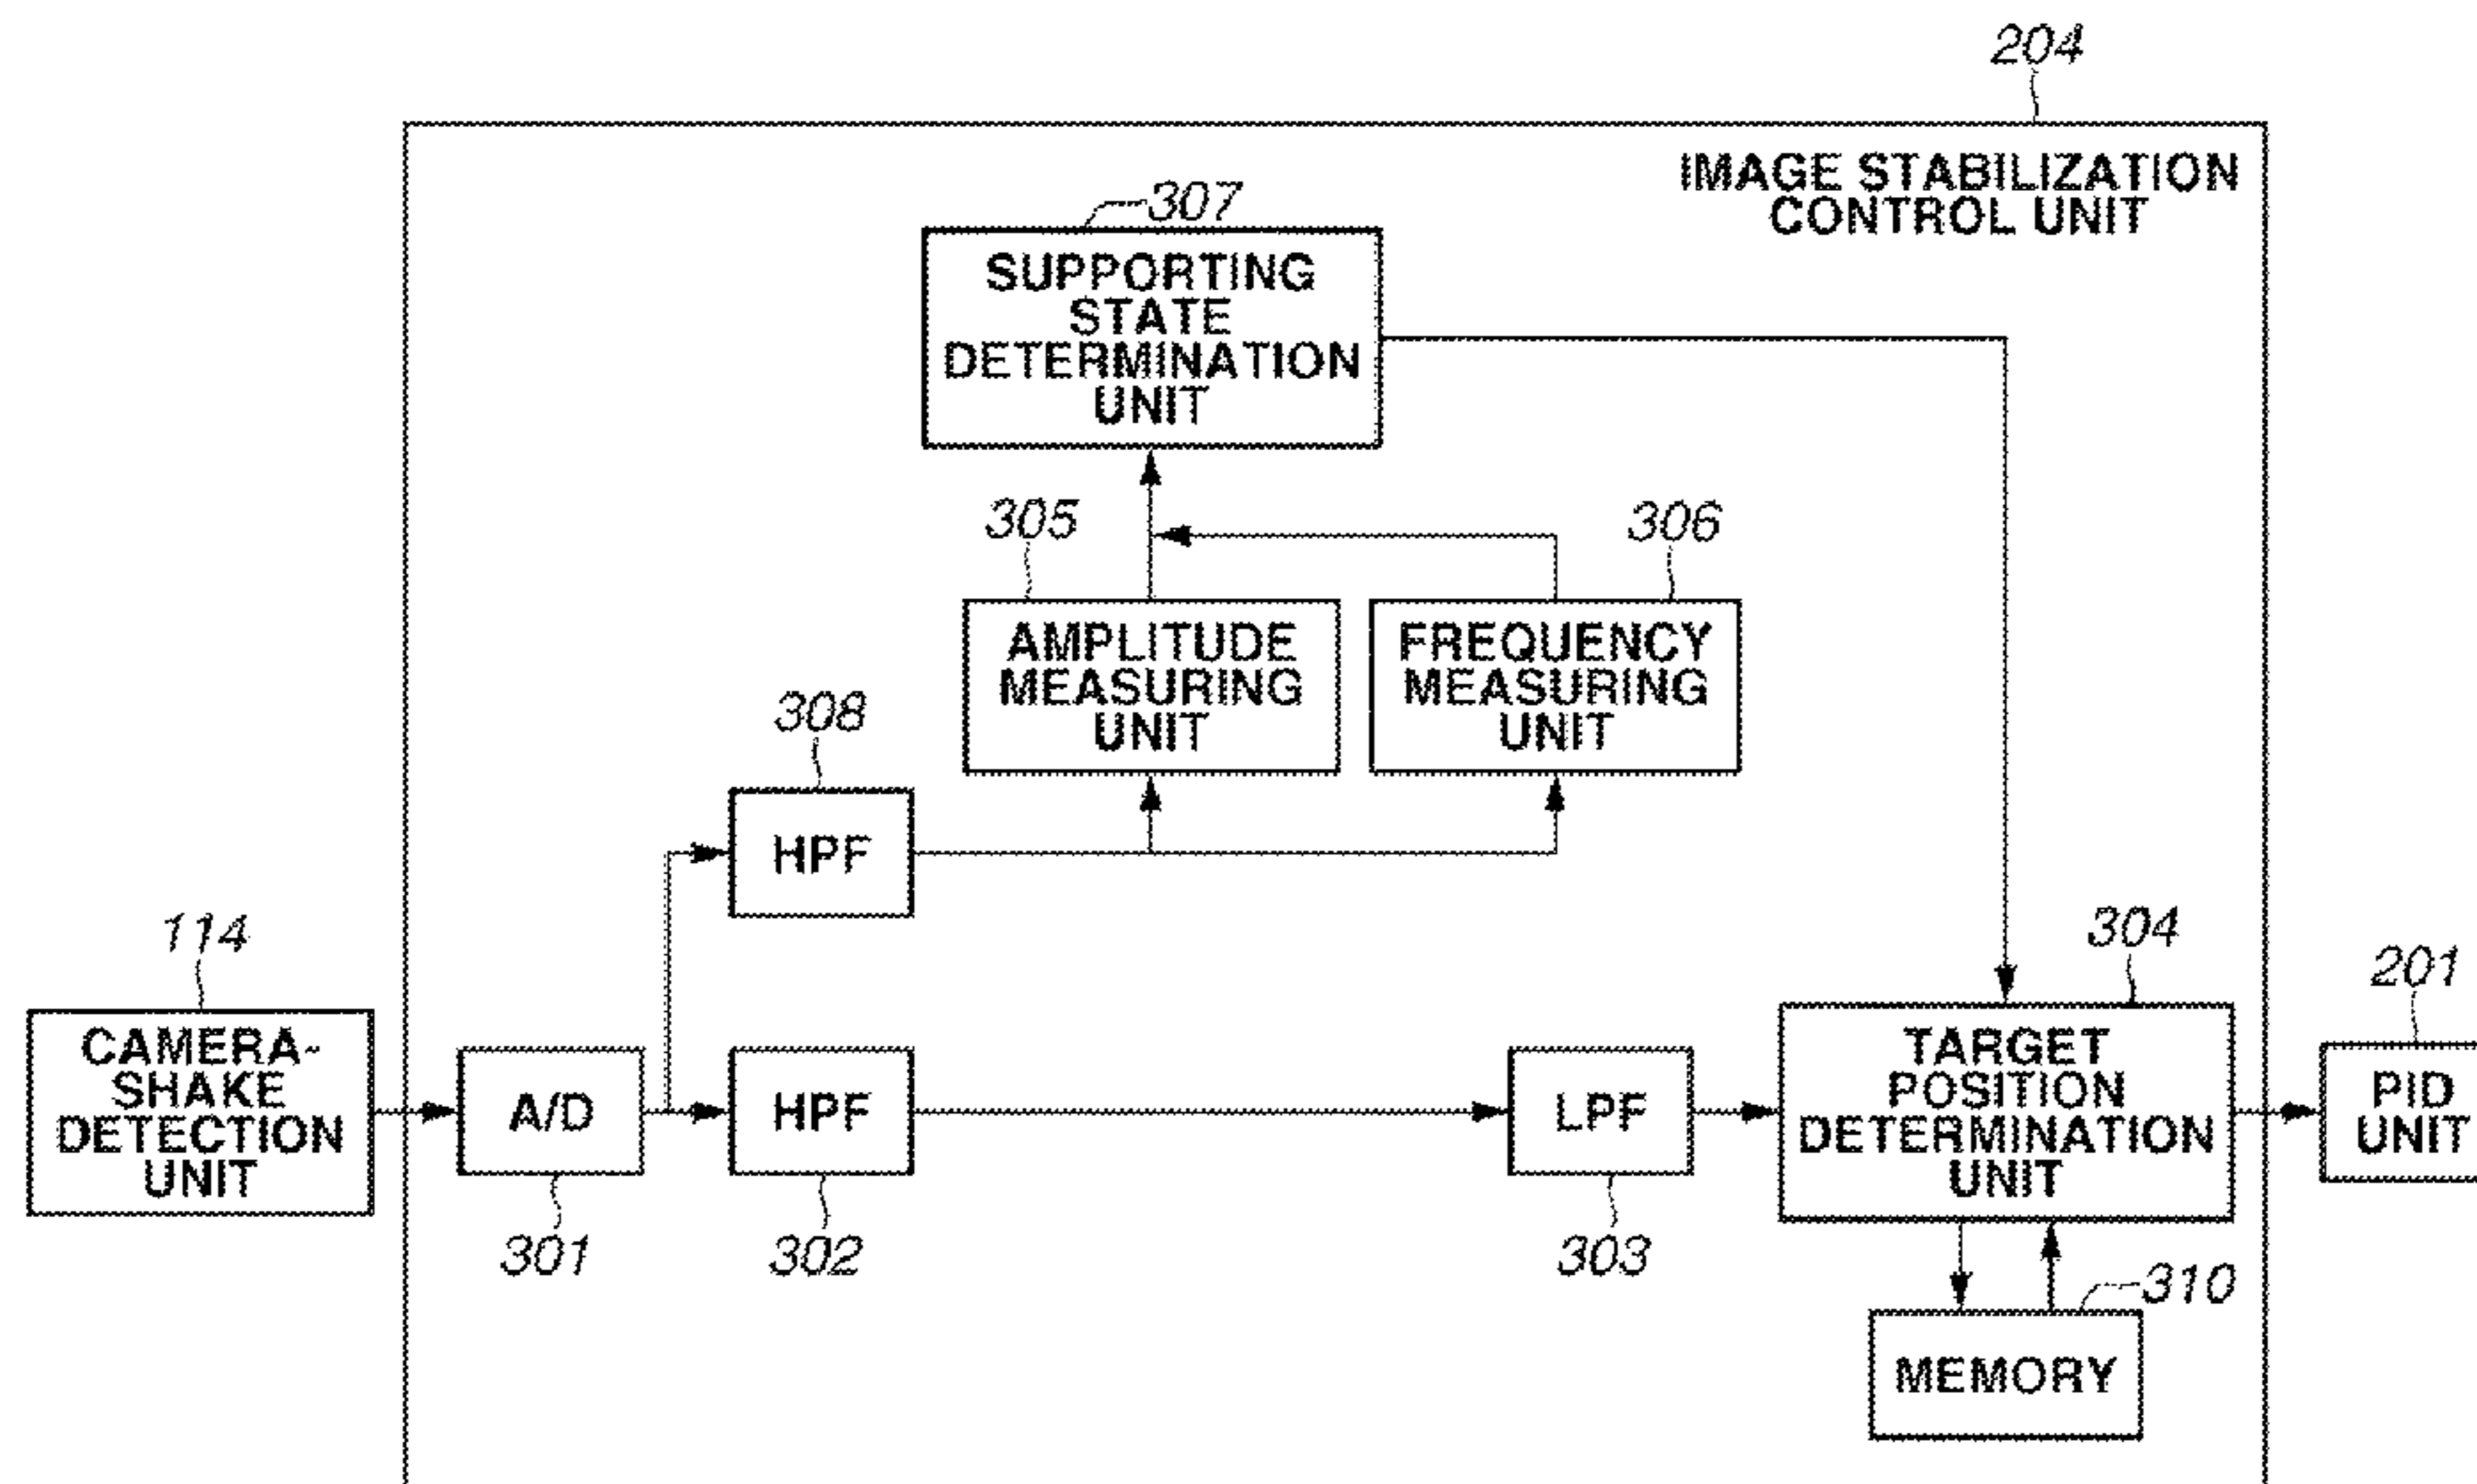 204
IMAGE STABILIZATION
CONTROL UNIT
307
SUPPORTING
STATE
DETERMINATION
UNIT
305
306
AMPLITUDE
MEASURING
UNIT
FREQUENCY
MEASURING
UNIT
308
HPF
114
304
201
CAMERA-
SHAKE
DETECTION
UNIT
A/D
HPF
LPF
TARGET
POSITION
DETERMINATION
UNIT
PID
UNIT
301
302
303
310
MEMORY